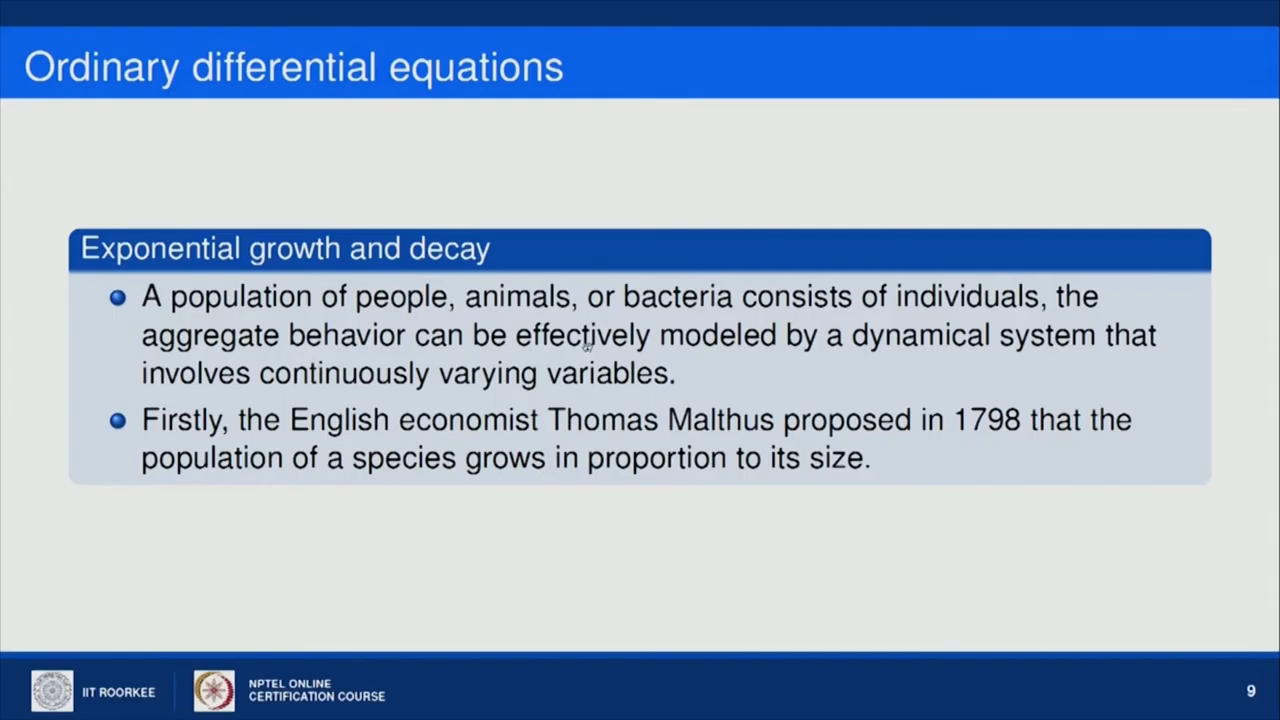 Ordinary differential equations
Exponential growth and decay
A population of people, animals, or bacteria consists of individuals, the
aggregate behavior can be effectively modeled by a dynamical system that
involves continuously varying variables.
Firstly, the English economist Thomas Malthus proposed in 1798 that the
population of a species grows in proportion to its size.
IIT ROORKEE
NPTEL ONLINE
CERTIFICATION COURSE
9